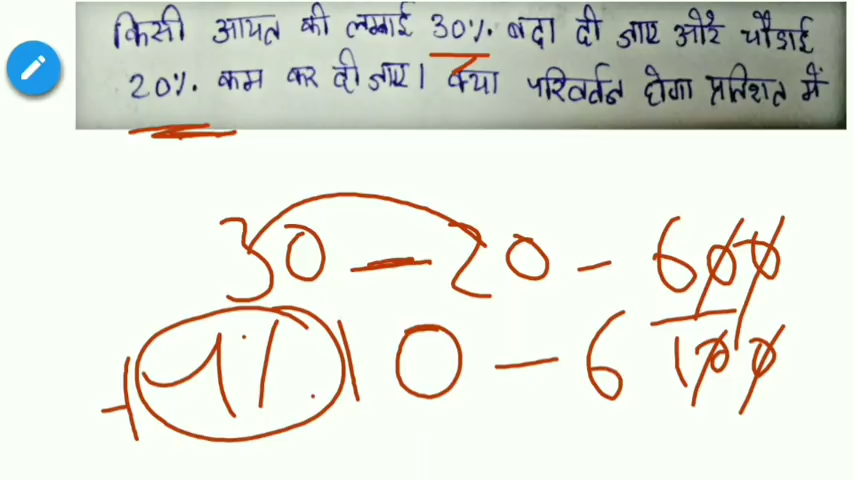 किसी आयत की लम्बाई 30% बढा दी जाए और चौडाई
20% कम कर दी जाए। क्या परिवर्तन होगा प्रतिशत में
30 - 20 - 600
100
+ 4% 10 - 6